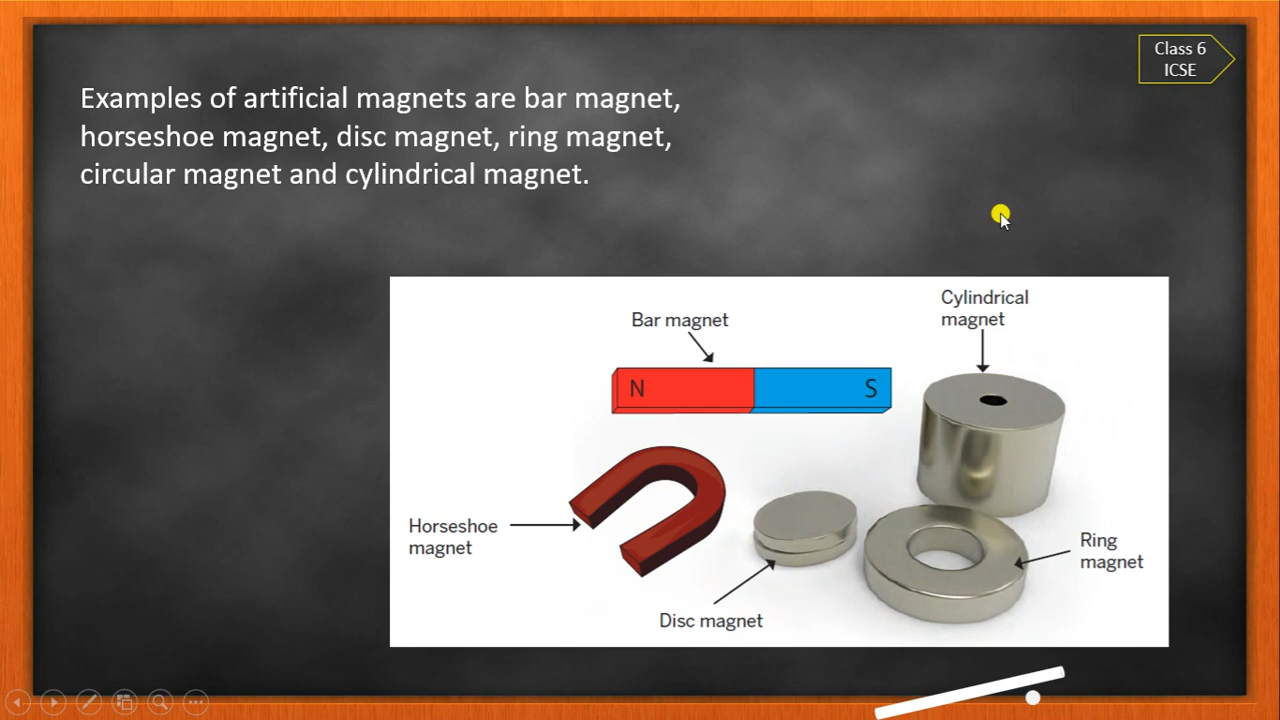 Class 6
ICSE
Examples of artificial magnets are bar magnet,
horseshoe magnet, disc magnet, ring magnet,
circular magnet and cylindrical magnet.
Cylindrical
magnet
Bar magnet
N
S
Horseshoe
magnet
Ring
magnet
Disc magnet